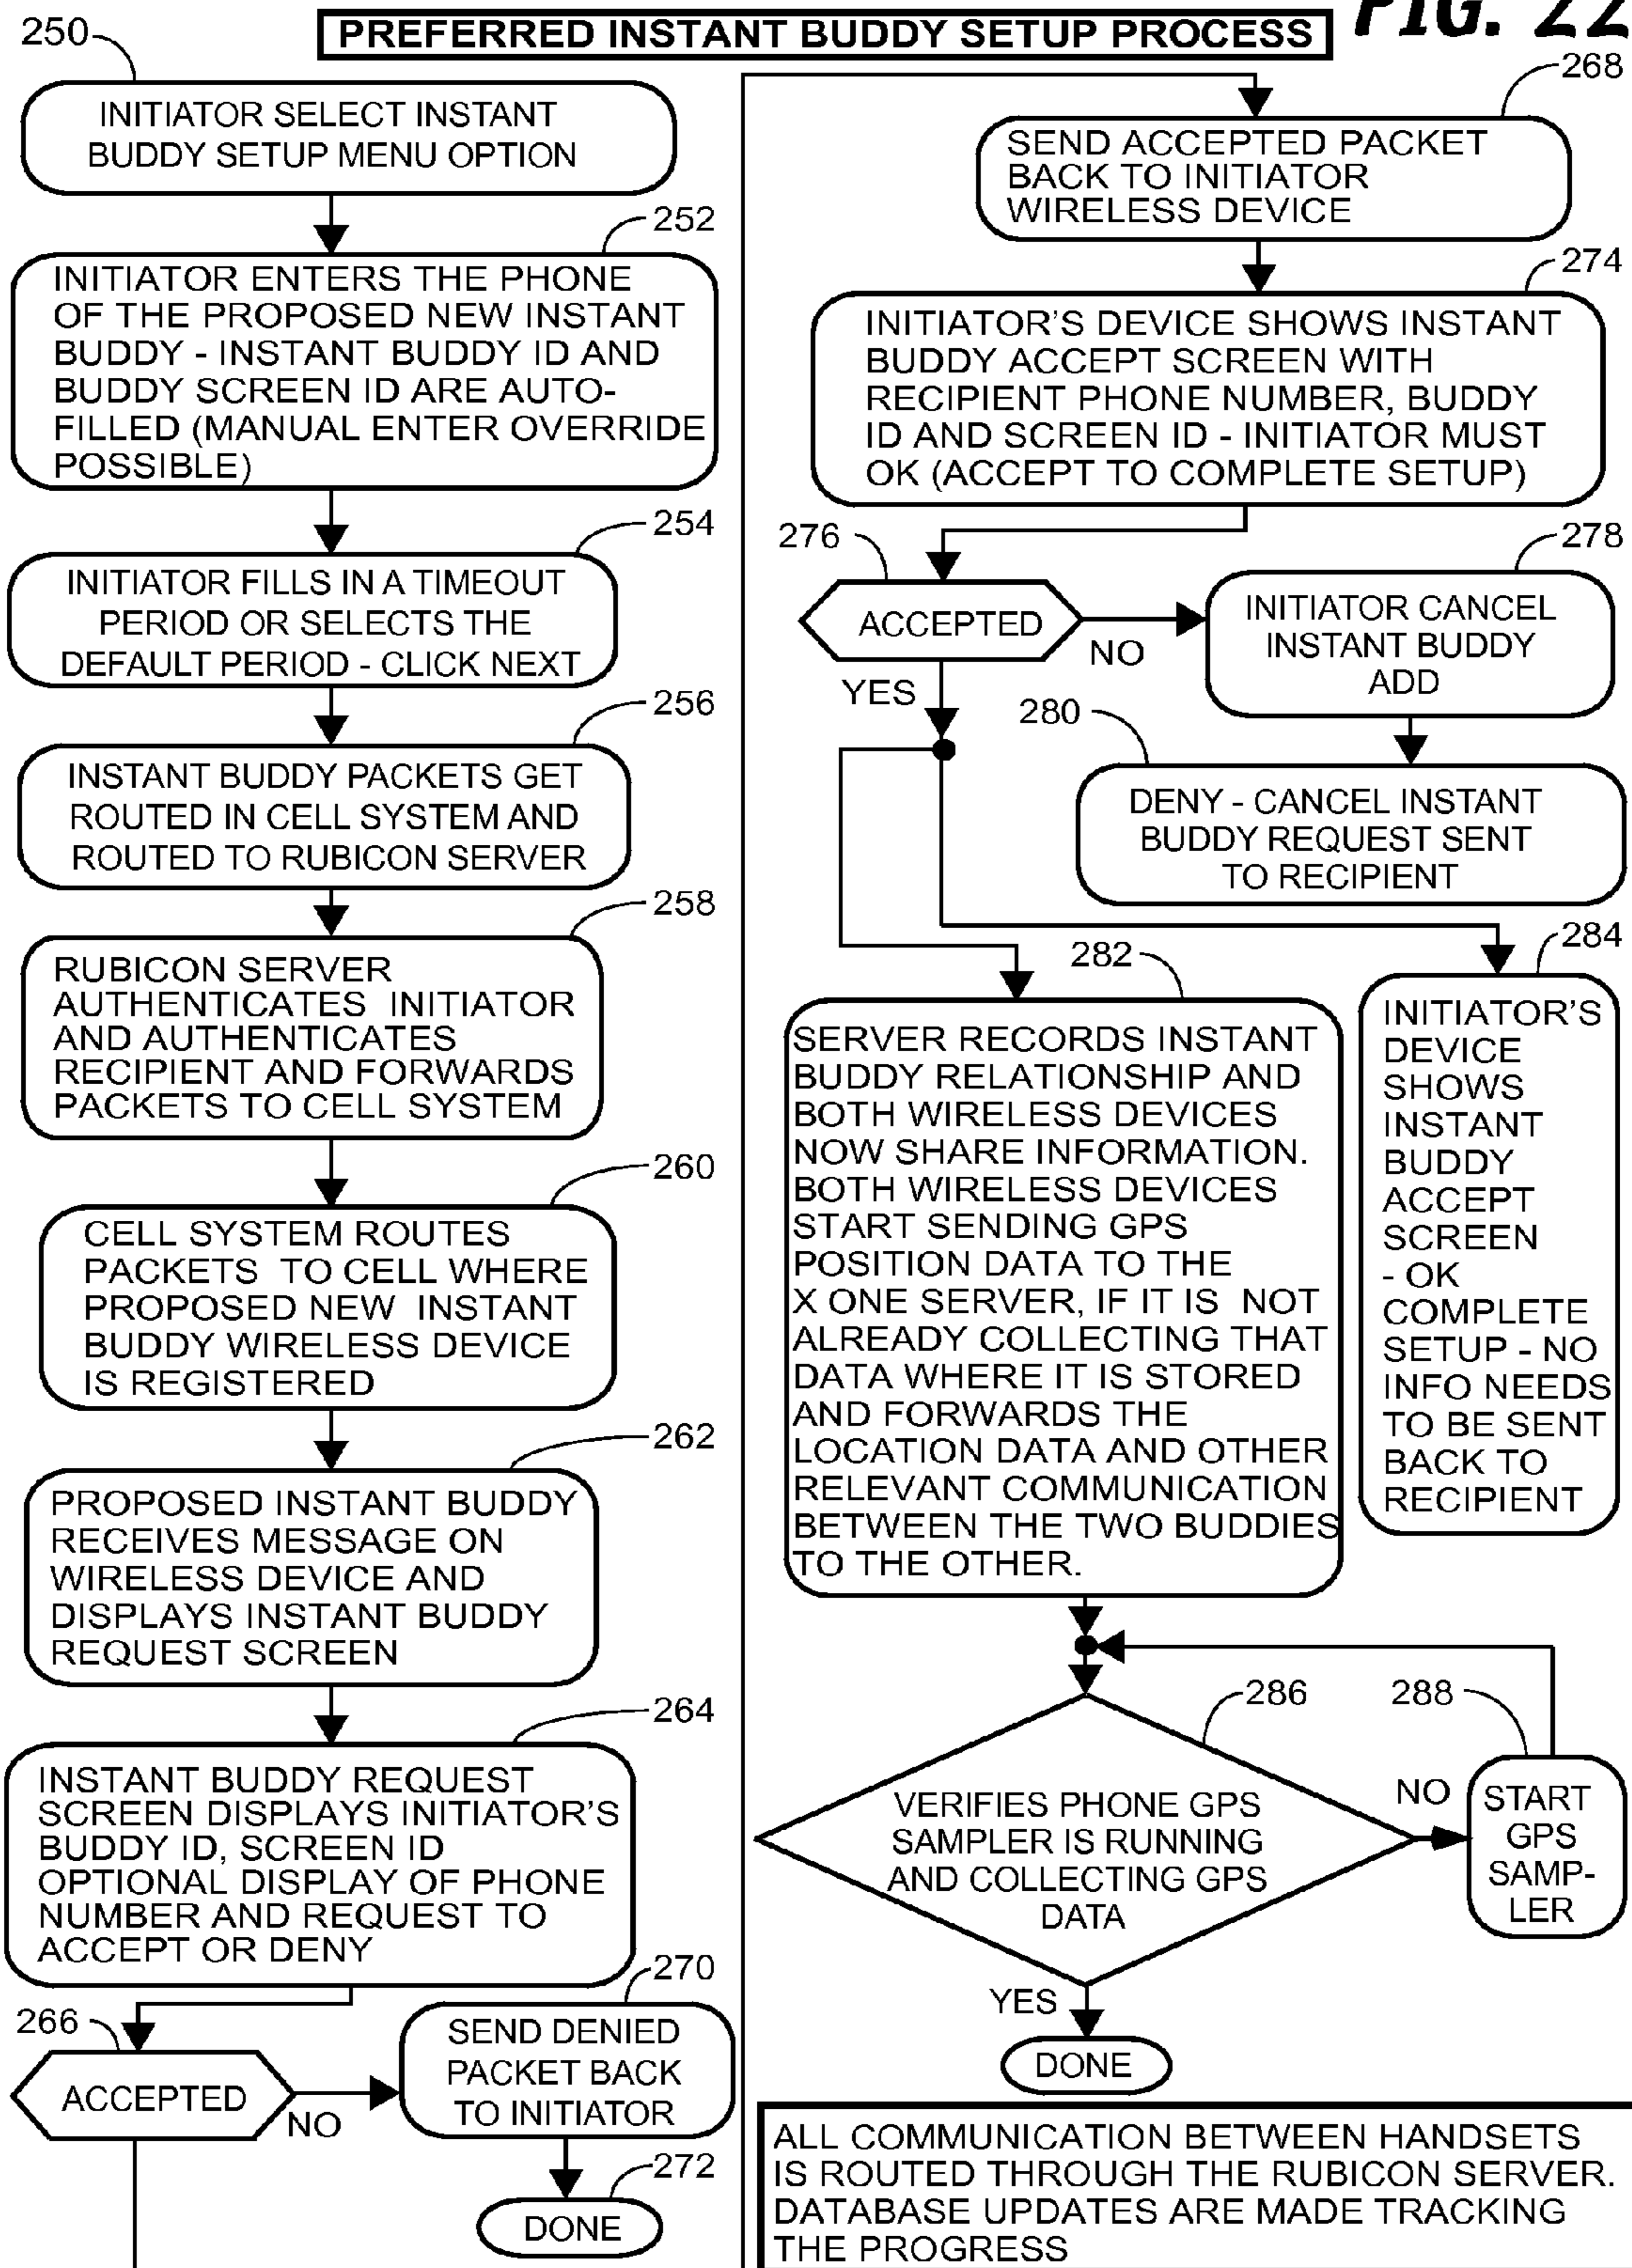 PREFERRED INSTANT BUDDY SETUP PROCESS
FIG. 22
250
INITIATOR SELECT INSTANT
BUDDY SETUP MENU OPTION
252
INITIATOR ENTERS THE PHONE
OF THE PROPOSED NEW INSTANT
BUDDY - INSTANT BUDDY ID AND
BUDDY SCREEN ID ARE AUTO-
FILLED (MANUAL ENTER OVERRIDE
POSSIBLE)
254
INITIATOR FILLS IN A TIMEOUT
PERIOD OR SELECTS THE
DEFAULT PERIOD - CLICK NEXT
256
INSTANT BUDDY PACKETS GET
ROUTED IN CELL SYSTEM AND
ROUTED TO RUBICON SERVER
258
RUBICON SERVER
AUTHENTICATES INITIATOR
AND AUTHENTICATES
RECIPIENT AND FORWARDS
PACKETS TO CELL SYSTEM
260
CELL SYSTEM ROUTES
PACKETS TO CELL WHERE
PROPOSED NEW INSTANT
BUDDY WIRELESS DEVICE
IS REGISTERED
262
PROPOSED INSTANT BUDDY
RECEIVES MESSAGE ON
WIRELESS DEVICE AND
DISPLAYS INSTANT BUDDY
REQUEST SCREEN
264
INSTANT BUDDY REQUEST
SCREEN DISPLAYS INITIATOR'S
BUDDY ID, SCREEN ID
OPTIONAL DISPLAY OF PHONE
NUMBER AND REQUEST TO
ACCEPT OR DENY
266
ACCEPTED
NO
270
SEND DENIED
PACKET BACK
TO INITIATOR
272
DONE
268
SEND ACCEPTED PACKET
BACK TO INITIATOR
WIRELESS DEVICE
274
INITIATOR'S DEVICE SHOWS INSTANT
BUDDY ACCEPT SCREEN WITH
RECIPIENT PHONE NUMBER, BUDDY
ID AND SCREEN ID - INITIATOR MUST
OK (ACCEPT TO COMPLETE SETUP)
276
ACCEPTED
NO
YES
278
INITIATOR CANCEL
INSTANT BUDDY
ADD
280
DENY - CANCEL INSTANT
BUDDY REQUEST SENT
TO RECIPIENT
282
SERVER RECORDS INSTANT
BUDDY RELATIONSHIP AND
BOTH WIRELESS DEVICES
NOW SHARE INFORMATION.
BOTH WIRELESS DEVICES
START SENDING GPS
POSITION DATA TO THE
X ONE SERVER, IF IT IS NOT
ALREADY COLLECTING THAT
DATA WHERE IT IS STORED
AND FORWARDS THE
LOCATION DATA AND OTHER
RELEVANT COMMUNICATION
BETWEEN THE TWO BUDDIES
TO THE OTHER.
284
INITIATOR'S
DEVICE
SHOWS
INSTANT
BUDDY
ACCEPT
SCREEN
- OK
COMPLETE
SETUP - NO
INFO NEEDS
TO BE SENT
BACK TO
RECIPIENT
286
VERIFIES PHONE GPS
SAMPLER IS RUNNING
AND COLLECTING GPS
DATA
NO
288
START
GPS
SAMP-
LER
YES
DONE
ALL COMMUNICATION BETWEEN HANDSETS
IS ROUTED THROUGH THE RUBICON SERVER.
DATABASE UPDATES ARE MADE TRACKING
THE PROGRESS